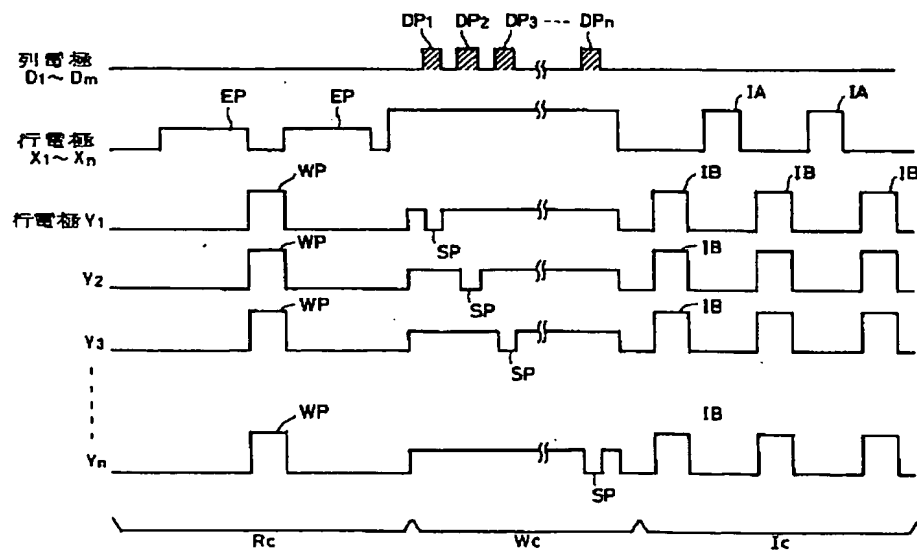 DP1 DP2 DP3 --- DPn
列電極
D1～Dm
EP EP IA IA
行電極
X1～Xn
WP IB IB IB
行電極Y1
SP
WP IB
Y2
SP
WP IB
Y3
SP
WP IB
Yn
SP
Rc Wc Ic